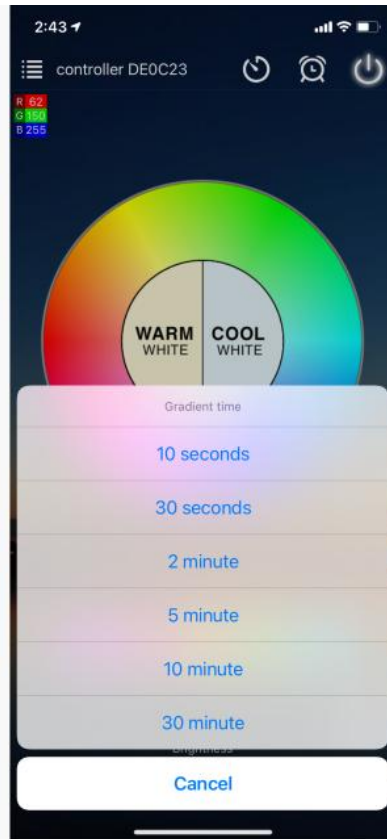 2:43
controller DE0C23
R 62
G 150
B 255
WARM WHITE
COOL WHITE
Gradient time
10 seconds
30 seconds
2 minute
5 minute
10 minute
30 minute
Brightness
Cancel